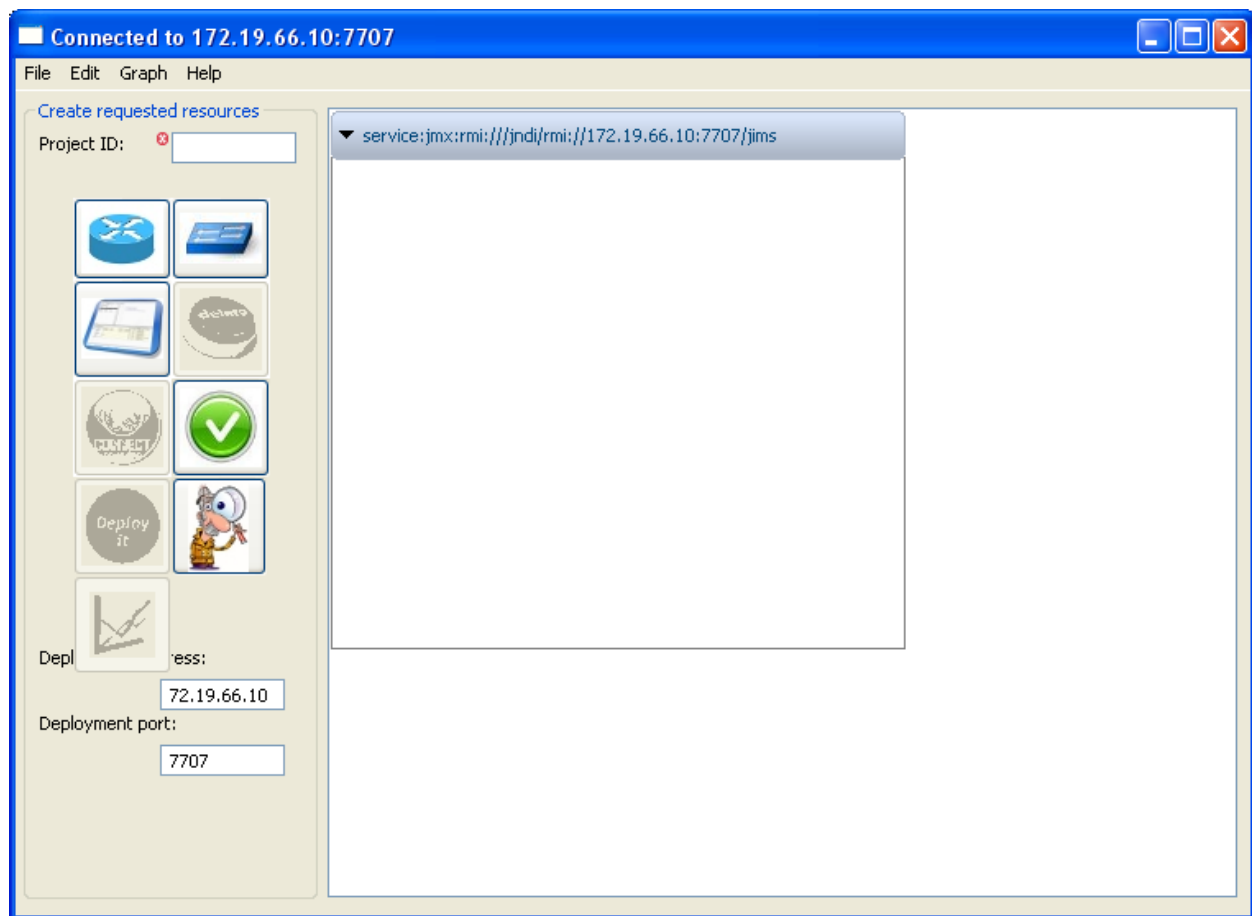 Connected to 172.19.66.10:7707
File Edit Graph Help
Create requested resources
Project ID:
service:jmx:rmi:///jndi/rmi://172.19.66.10:7707/jims
delete
CONNECT
Deploy
it
Depl ress:
72.19.66.10
Deployment port:
7707